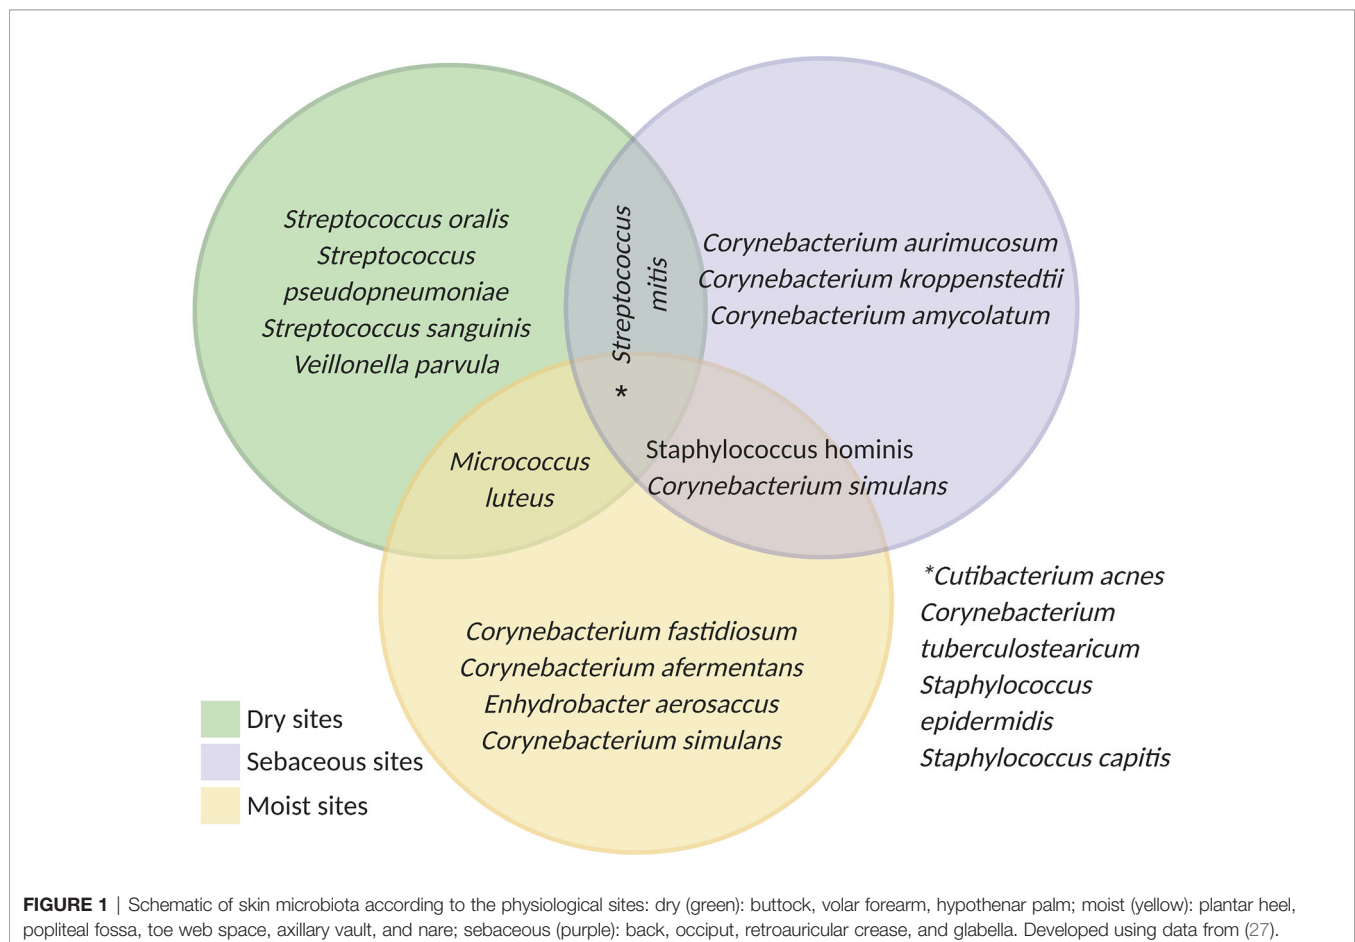 Streptococcus oralis
Streptococcus
pseudopneumoniae
Streptococcus sanguinis
Veillonella parvula
Streptococcus
mitis
*
Corynebacterium aurimucosum
Corynebacterium kroppenstedtii
Corynebacterium amycolatum
Micrococcus
luteus
Staphylococcus hominis
Corynebacterium simulans
Corynebacterium fastidiosum
Corynebacterium afermentans
Enhydrobacter aerosaccus
Corynebacterium simulans
*Cutibacterium acnes
Corynebacterium
tuberculostearicum
Staphylococcus
epidermidis
Staphylococcus capitis
Dry sites
Sebaceous sites
Moist sites
FIGURE 1 | Schematic of skin microbiota according to the physiological sites: dry (green): buttock, volar forearm, hypothenar palm; moist (yellow): plantar heel,
popliteal fossa, toe web space, axillary vault, and nare; sebaceous (purple): back, occiput, retroauricular crease, and glabella. Developed using data from (27).